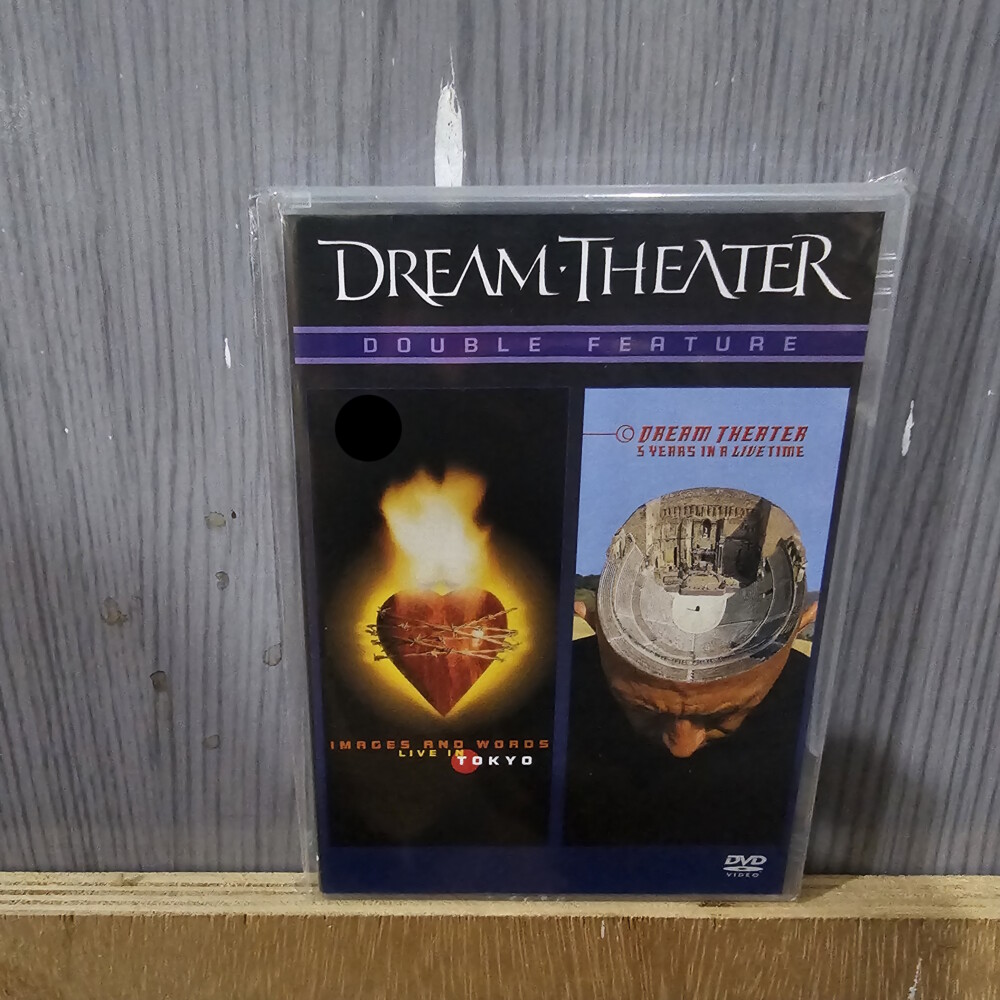 DREAM·THEATER
DOUBLE FEATURE
IMAGES AND WORDS
LIVE IN
TOKYO
© DREAM THEATER
5 YEARS IN A LIVETIME
DVD
VIDEO